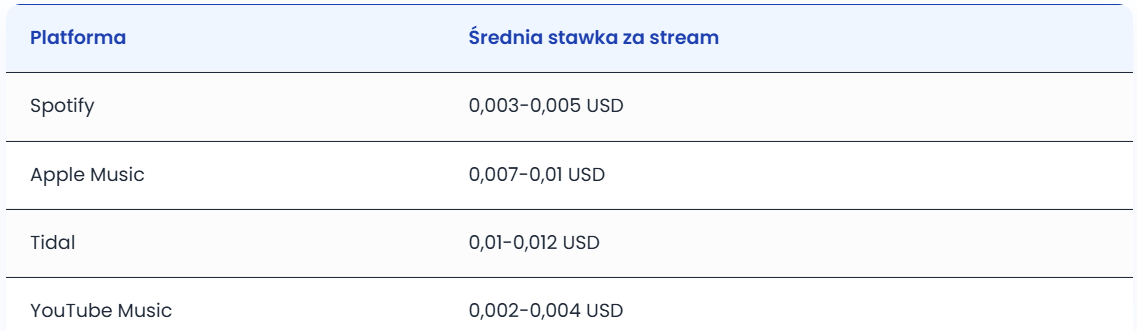 Platforma Średnia stawka za stream
Spotify 0,003-0,005 USD
Apple Music 0,007-0,01 USD
Tidal 0,01-0,012 USD
YouTube Music 0,002-0,004 USD